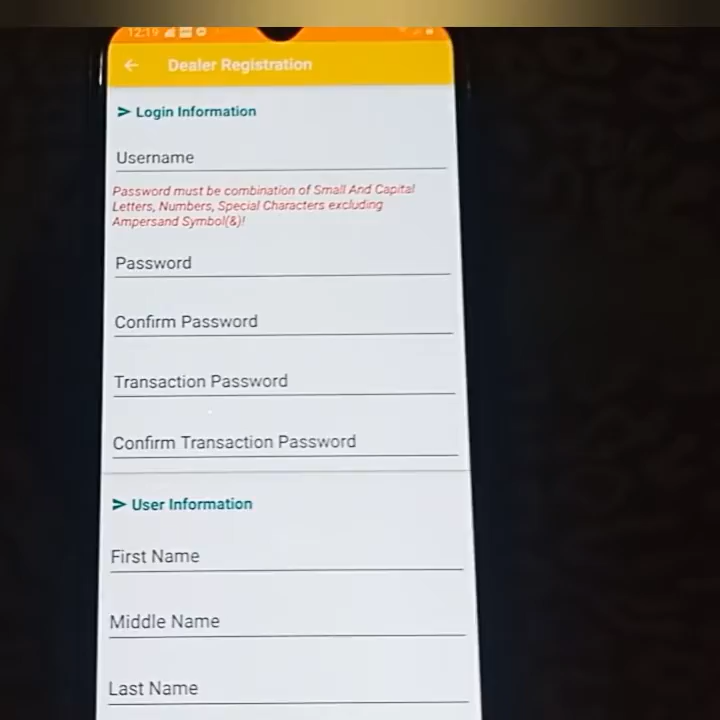 12:19
Dealer Registration
Login Information
Username
Password must be combination of Small And Capital
Letters, Numbers, Special Characters excluding
Ampersand Symbol(&)!
Password
Confirm Password
Transaction Password
Confirm Transaction Password
User Information
First Name
Middle Name
Last Name